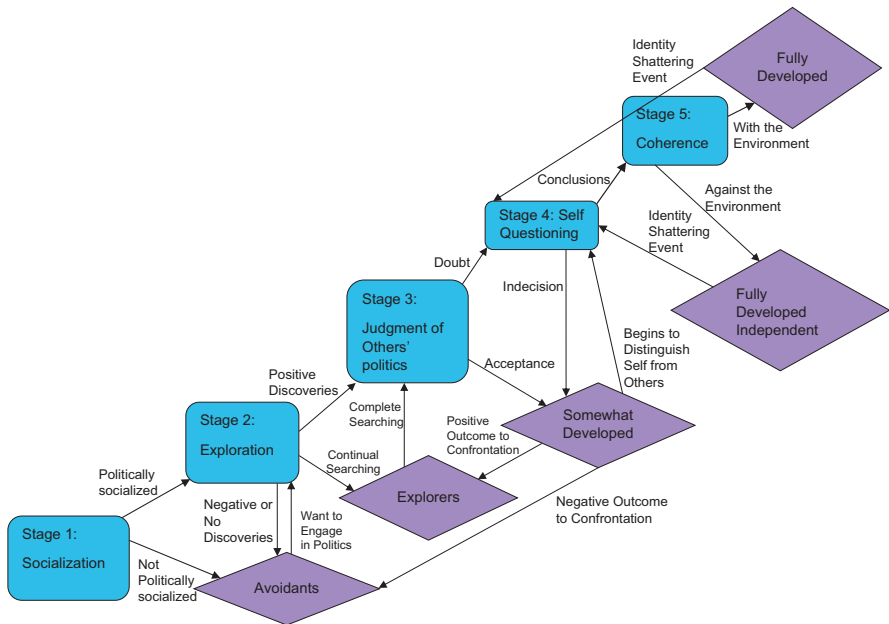 Identity
Shattering
Event
Fully
Developed
Stage 5:
Coherence
With the
Environment
Conclusions
Against the
Environment
Stage 4: Self
Questioning
Identity
Shattering
Event
Doubt
Indecision
Stage 3:
Judgment of
Others’
politics
Fully
Developed
Independent
Begins to
Distinguish
Self from
Others
Acceptance
Positive
Discoveries
Complete
Searching
Stage 2:
Exploration
Positive
Outcome to
Confrontation
Somewhat
Developed
Continual
Searching
Politically
socialized
Explorers
Negative or
No
Discoveries
Want to
Engage
in Politics
Negative Outcome
to Confrontation
Stage 1:
Socialization
Not
Politically
socialized
Avoidants